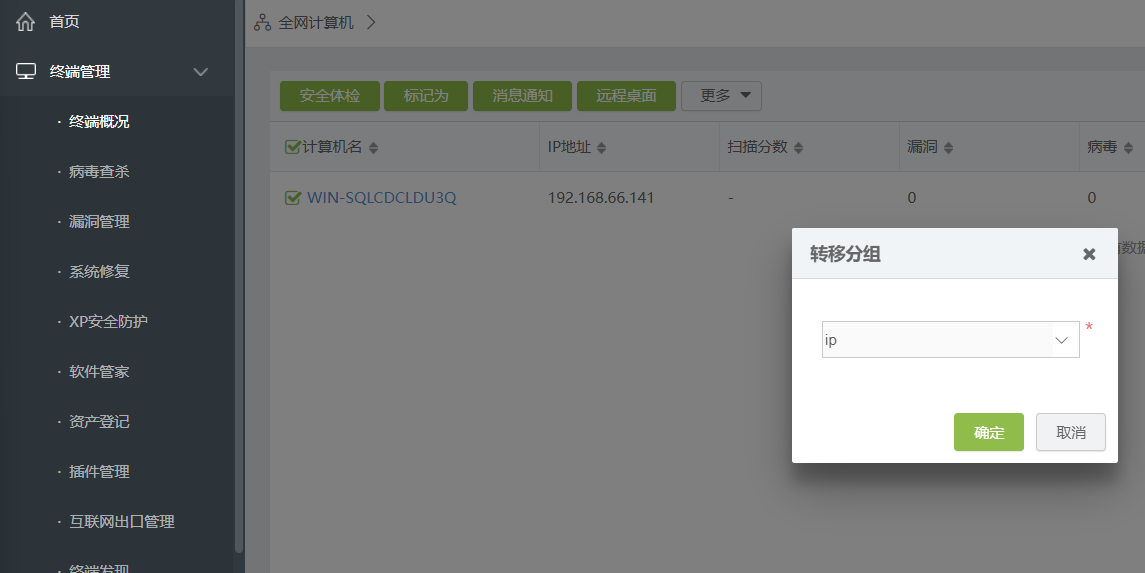 首页
终端管理
· 终端概况
· 病毒查杀
· 漏洞管理
· 系统修复
· XP安全防护
· 软件管家
· 资产登记
· 插件管理
· 互联网出口管理
· 终端发现
全网计算机
安全体检 标记为 消息通知 远程桌面 更多
计算机名 IP地址 扫描分数 漏洞 病毒
WIN-SQLCDCLDU3Q 192.168.66.141 - 0 0
数据
转移分组
ip *
确定 取消